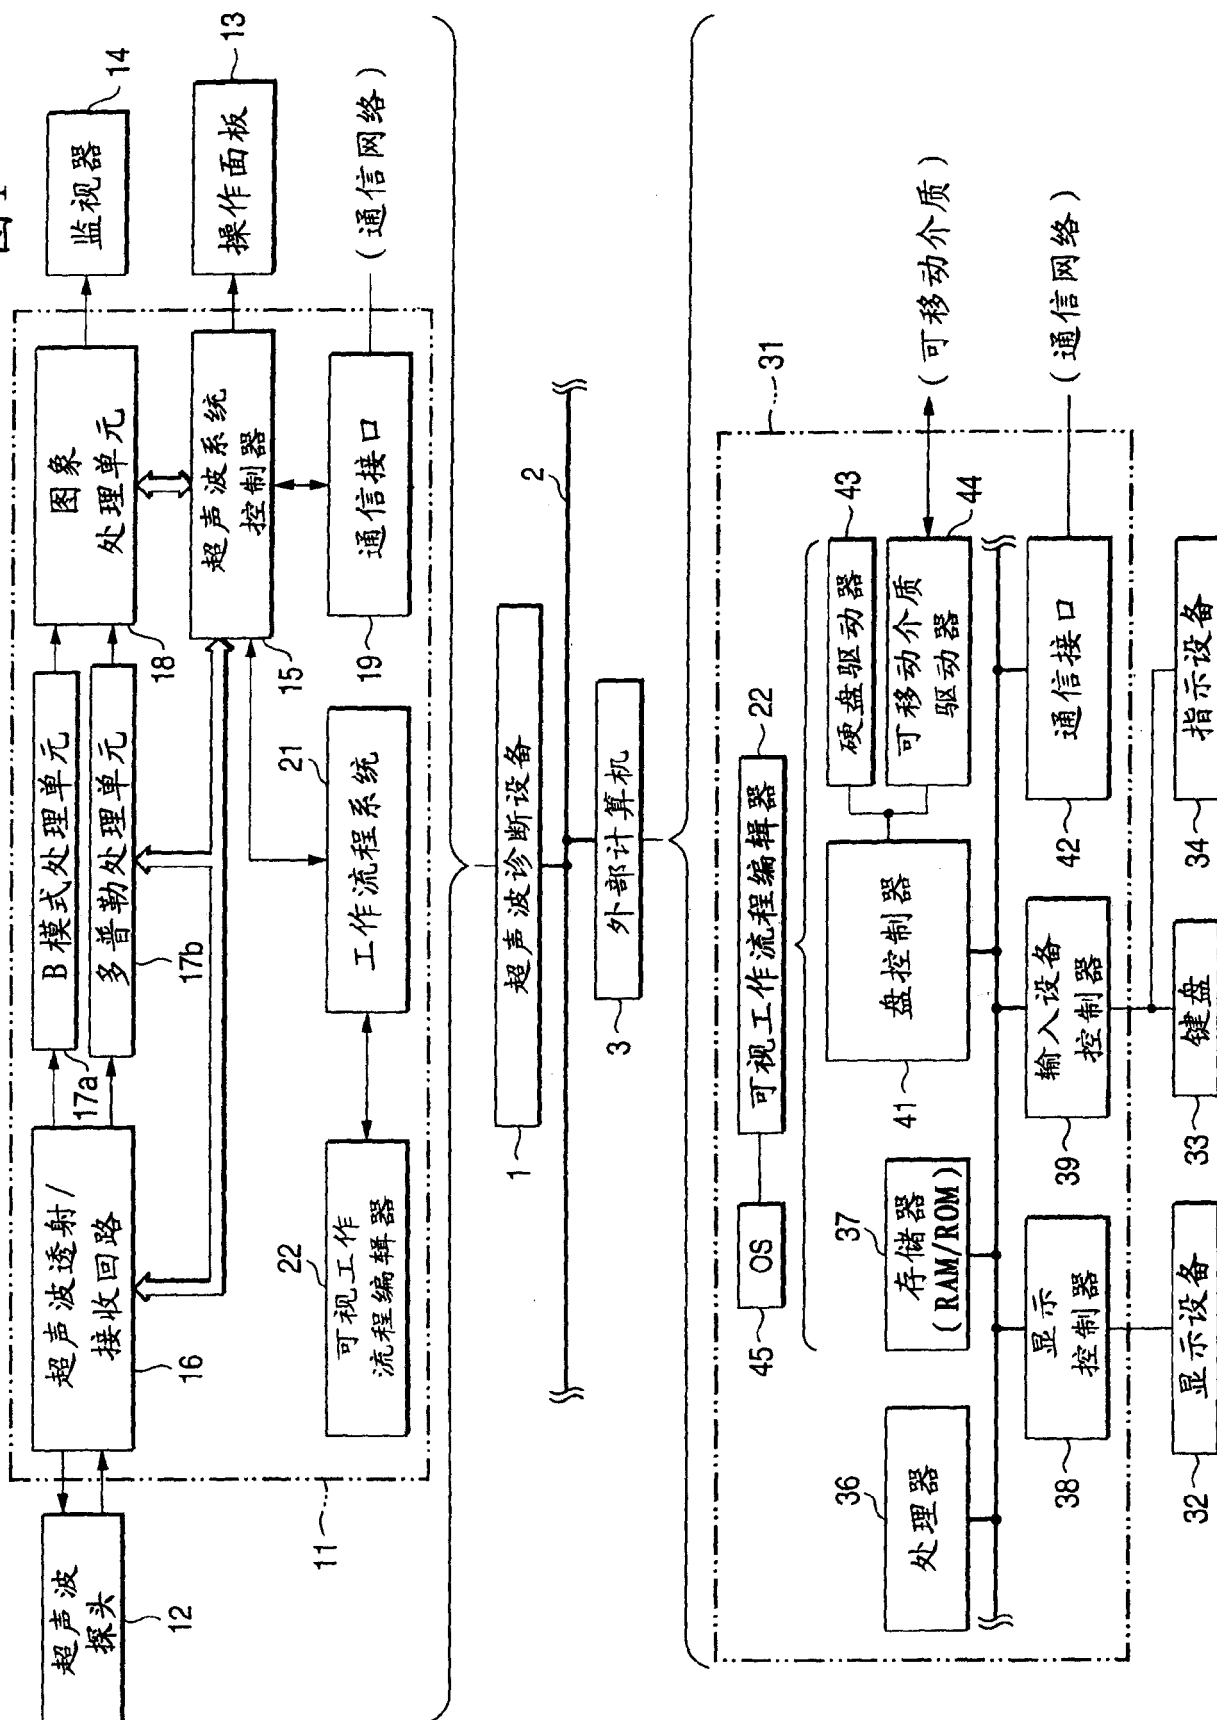 图1
超声波
探头
12
11
超声波透射/
接收回路
16
B模式处理单元
17a
多普勒处理单元
17b
图象
处理单元
18
监视器
14
超声波系统
控制器
15
操作面板
13
通信接口
19
(通信网络)
工作流程系统
21
可视工作
流程编辑器
22
超声波诊断设备
1
2
外部计算机
3
31
OS
45
可视工作流程编辑器
22
处理器
36
存储器
(RAM/ROM)
37
盘控制器
41
硬盘驱动器
43
可移动介质
驱动器
44
(可移动介质)
显示
控制器
38
输入设备
控制器
39
通信接口
42
(通信网络)
显示设备
32
键盘
33
指示设备
34